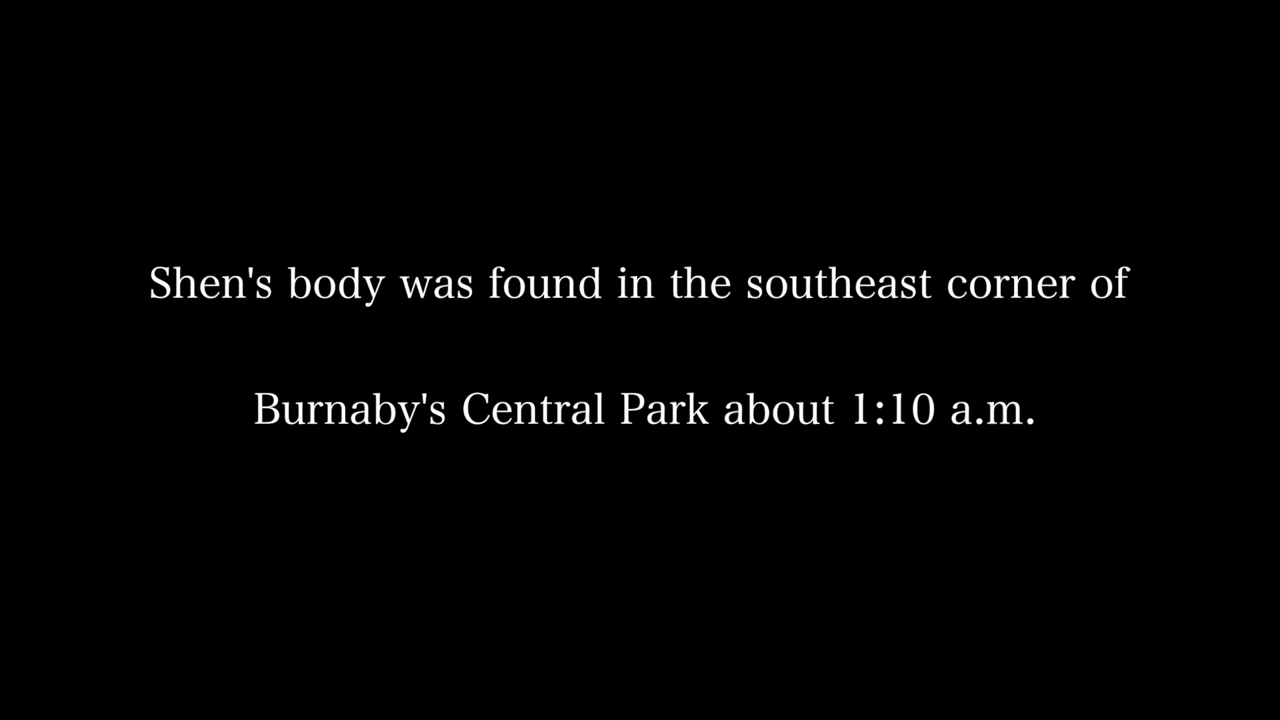 Shen's body was found in the southeast corner of
Burnaby's Central Park about 1:10 a.m.